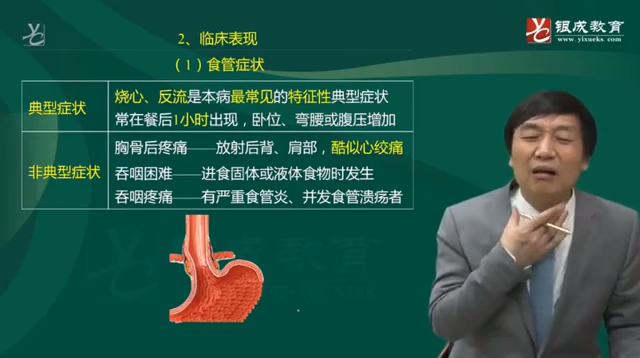 银成教育
www.yixueks.com
2、临床表现
（1）食管症状
典型症状
烧心、反流是本病最常见的特征性典型症状
常在餐后1小时出现，卧位、弯腰或腹压增加
非典型症状
胸骨后疼痛——放射后背、肩部，酷似心绞痛
吞咽困难——进食固体或液体食物时发生
吞咽疼痛——有严重食管炎、并发食管溃疡者
银成教育